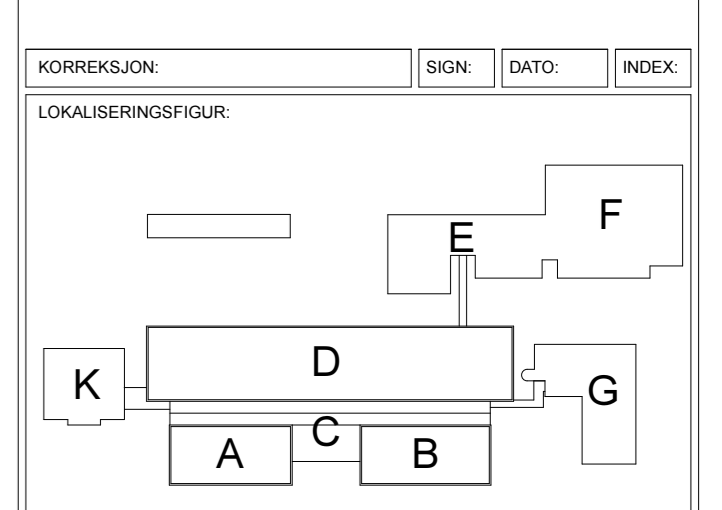 KORREKSJON: SIGN: DATO: INDEX:
LOKALISERINGSFIGUR:
F
E
D
K
G
C
A B